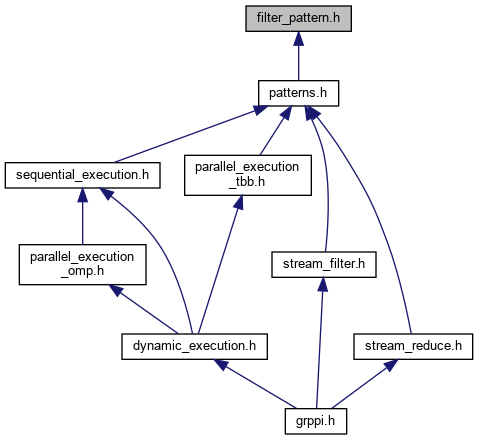 filter_pattern.h
patterns.h
sequential_execution.h
parallel_execution
_tbb.h
parallel_execution
_omp.h
stream_filter.h
dynamic_execution.h
stream_reduce.h
grppi.h